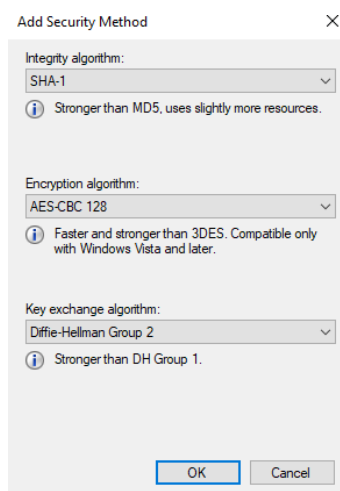 Add Security Method
Integrity algorithm:
SHA-1
Stronger than MD5, uses slightly more resources.
Encryption algorithm:
AES-CBC 128
Faster and stronger than 3DES. Compatible only
with Windows Vista and later.
Key exchange algorithm:
Diffie-Hellman Group 2
Stronger than DH Group 1.
OK Cancel